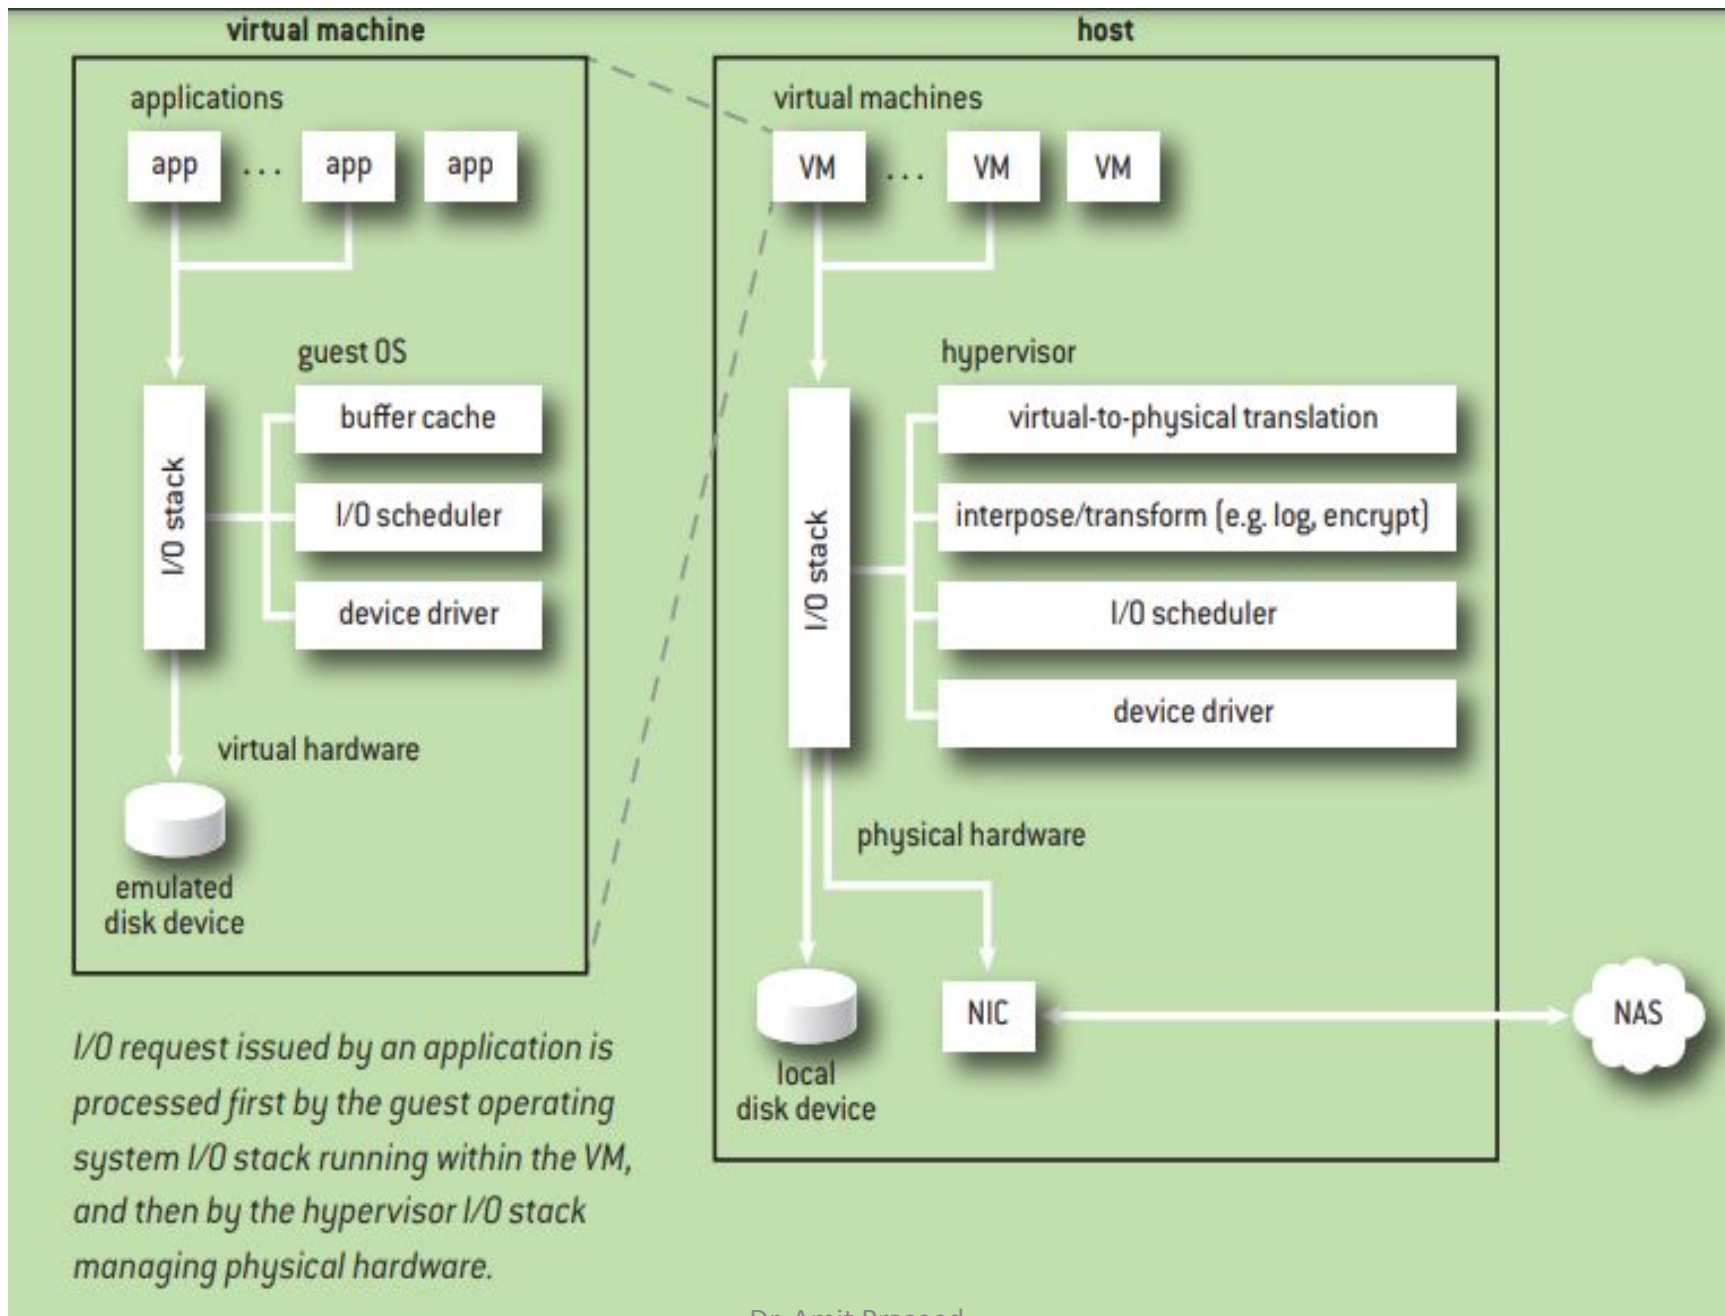 virtual machine
applications
app ... app app
guest OS
I/O stack
buffer cache
I/O scheduler
device driver
virtual hardware
emulated
disk device
host
virtual machines
VM ... VM VM
hypervisor
I/O stack
virtual-to-physical translation
interpose/transform (e.g. log, encrypt)
I/O scheduler
device driver
physical hardware
local
disk device
NIC
NAS
I/O request issued by an application is
processed first by the guest operating
system I/O stack running within the VM,
and then by the hypervisor I/O stack
managing physical hardware.